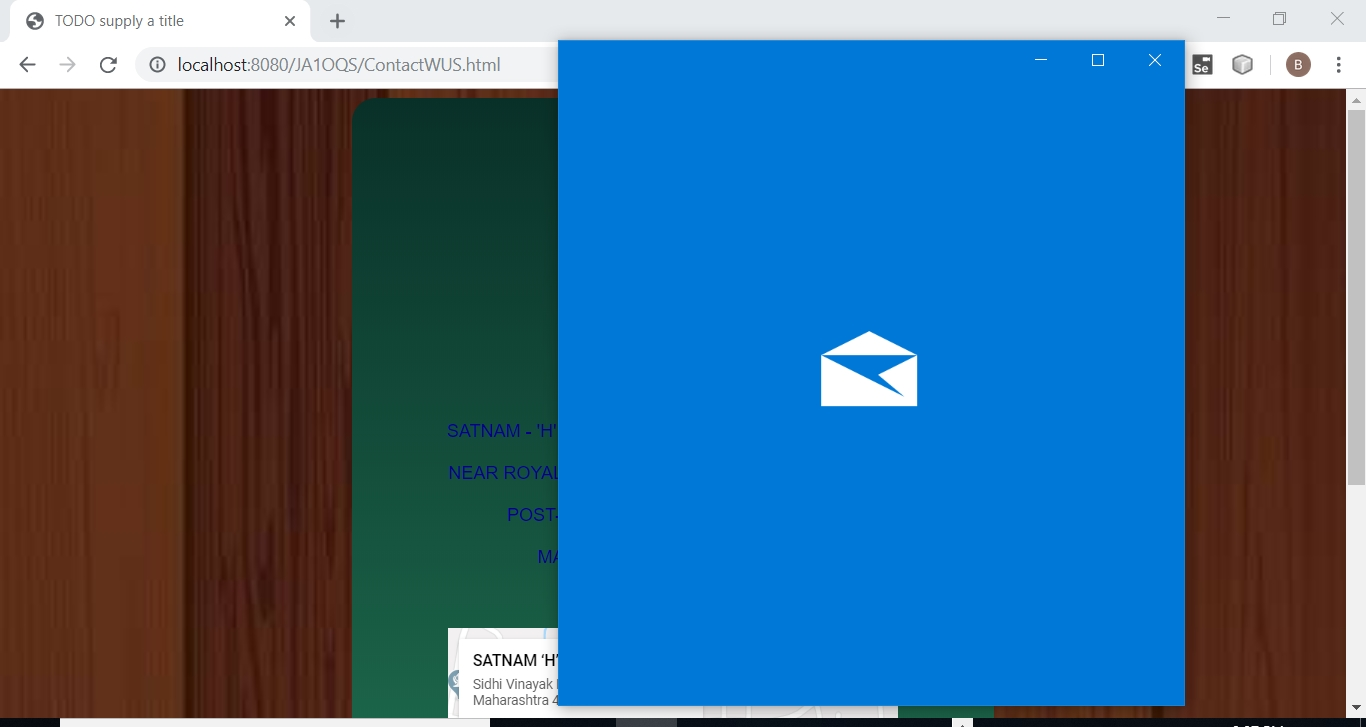 TODO supply a title
localhost:8080/JA1OQS/ContactWUS.html
Se
B
SATNAM - 'H'
NEAR ROYAL
POST-
MA
SATNAM ‘H’
Sidhi Vinayak
Maharashtra 4